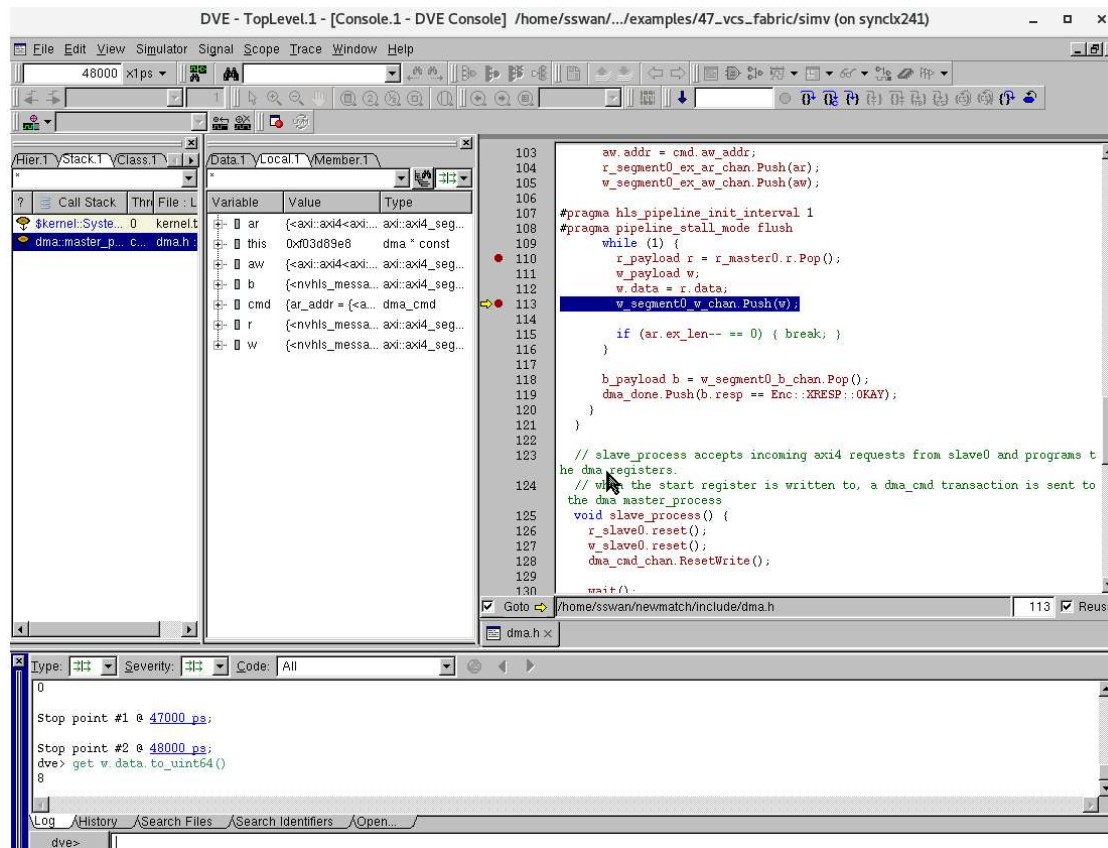 DVE - TopLevel.1 - [Console.1 - DVE Console] /home/sswan/.../examples/47_vcs_fabric/simv (on synclx241)
File Edit View Simulator Signal Scope Trace Window Help
48000 x1ps
1
Hier.1 Stack.1 Class.1
Data.1 Local.1 Member.1
*
*
? Call Stack Thr File : L
$kernel::Syste... 0 kernel.t
dma::master_p... c... dma.h :
Variable Value Type
ar {<axi::axi4<axi:... axi::axi4_seg...
this 0xf03d89e8 dma * const
aw {<axi::axi4<axi:... axi::axi4_seg...
b {<nvhls_messa... axi::axi4_seg...
cmd {ar_addr = {<a... dma_cmd
r {<nvhls_messa... axi::axi4_seg...
w {<nvhls_messa... axi::axi4_seg...
103 aw.addr = cmd.aw_addr;
104 r_segment0_ex_ar_chan.Push(ar);
105 w_segment0_ex_aw_chan.Push(aw);
106
107 #pragma hls_pipeline_init_interval 1
108 #pragma pipeline_stall_mode flush
109 while (1) {
110 r_payload r = r_master0.r.Pop();
111 w_payload w;
112 w.data = r.data;
113 w_segment0_w_chan.Push(w);
114
115 if (ar.ex_len-- == 0) { break; }
116 }
117
118 b_payload b = w_segment0_b_chan.Pop();
119 dma_done.Push(b.resp == Enc::XRESP::OKAY);
120 }
121 }
122
123 // slave_process accepts incoming axi4 requests from slave0 and programs t
he dma registers.
124 // when the start register is written to, a dma_cmd transaction is sent to
the dma master_process
125 void slave_process() {
126 r_slave0.reset();
127 w_slave0.reset();
128 dma_cmd_chan.ResetWrite();
129
130 wait();
Goto /home/sswan/newmatch/include/dma.h 113 Reus
dma.h
Type: Severity: Code: All
0
Stop point #1 @ 47000 ps;
Stop point #2 @ 48000 ps;
dve> get w.data.to_uint64()
8
Log History Search Files Search Identifiers Open...
dve>